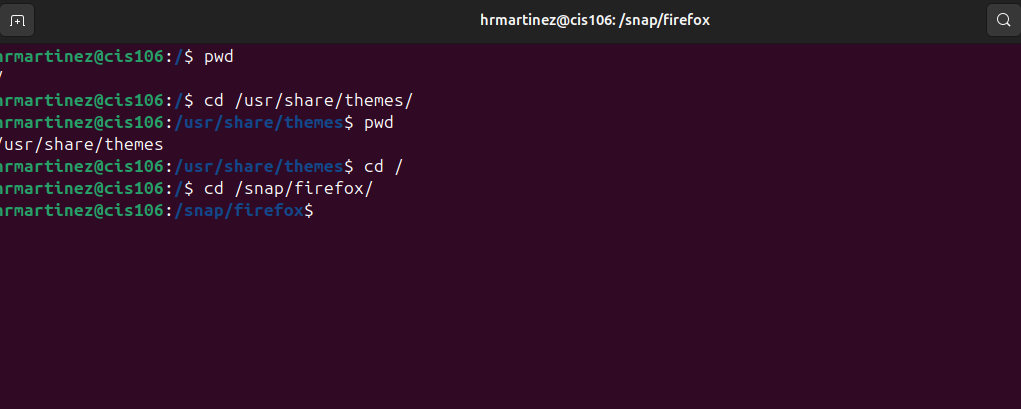 hrmartinez@cis106: /snap/firefox
hrmartinez@cis106:/$ pwd
/
hrmartinez@cis106:/$ cd /usr/share/themes/
hrmartinez@cis106:/usr/share/themes$ pwd
/usr/share/themes
hrmartinez@cis106:/usr/share/themes$ cd /
hrmartinez@cis106:/$ cd /snap/firefox/
hrmartinez@cis106:/snap/firefox$